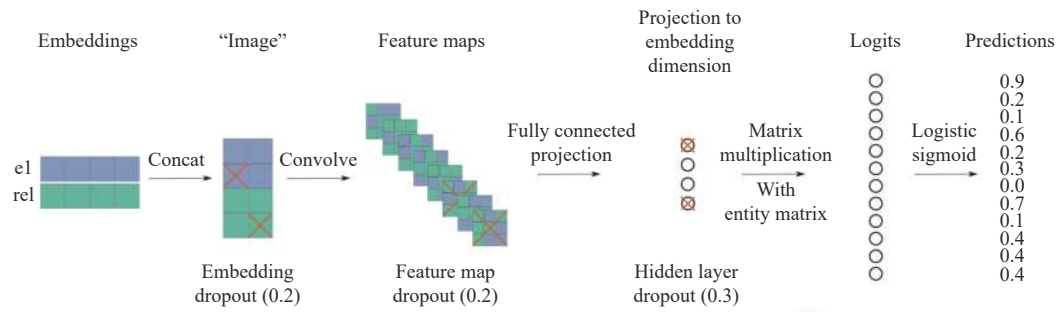 Embeddings
“Image”
Feature maps
Projection to
embedding
dimension
Logits
Predictions
e1
rel
Concat
Convolve
Fully connected
projection
Matrix
multiplication
With
entity matrix
Logistic
sigmoid
0.9
0.2
0.1
0.6
0.2
0.3
0.0
0.7
0.1
0.4
0.4
0.4
Embedding
dropout (0.2)
Feature map
dropout (0.2)
Hidden layer
dropout (0.3)